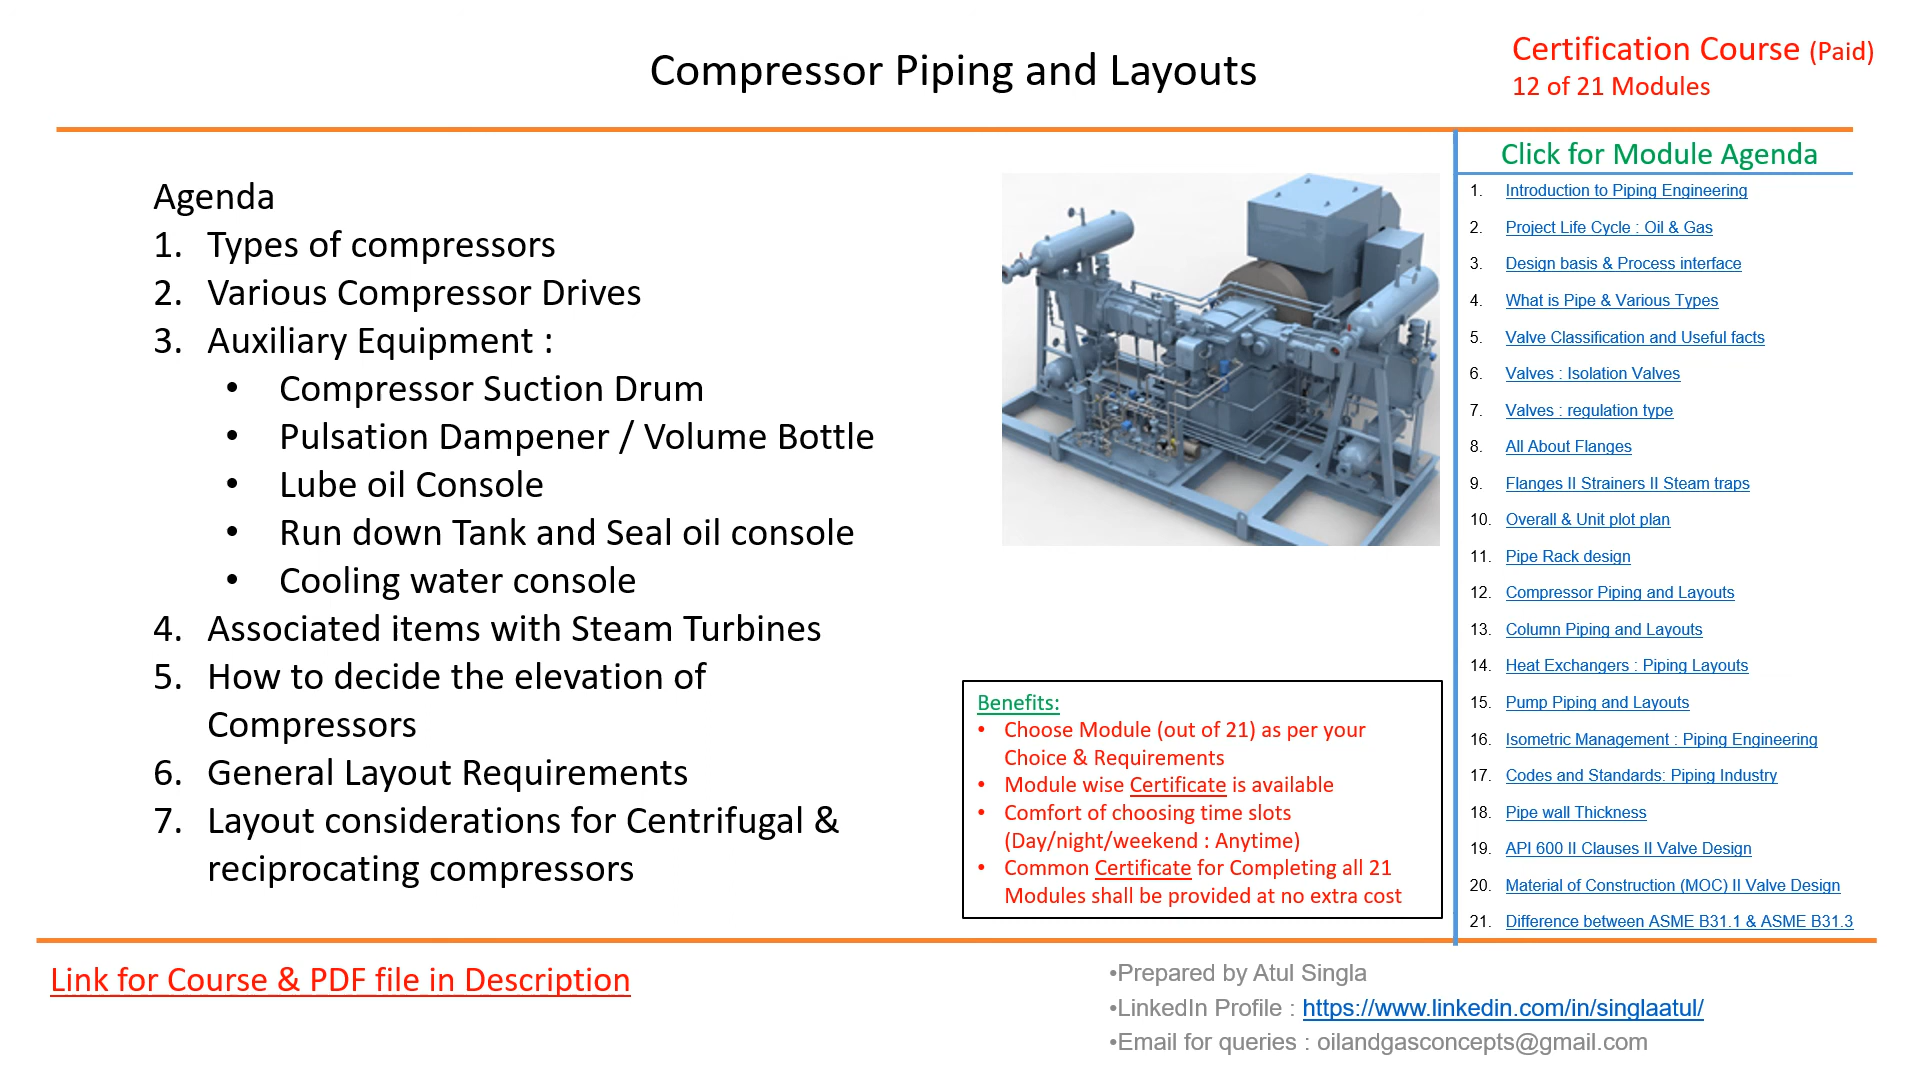 Compressor Piping and Layouts
Certification Course (Paid)
12 of 21 Modules
Agenda
1. Types of compressors
2. Various Compressor Drives
3. Auxiliary Equipment :
• Compressor Suction Drum
• Pulsation Dampener / Volume Bottle
• Lube oil Console
• Run down Tank and Seal oil console
• Cooling water console
4. Associated items with Steam Turbines
5. How to decide the elevation of
Compressors
6. General Layout Requirements
7. Layout considerations for Centrifugal &
reciprocating compressors
Benefits:
• Choose Module (out of 21) as per your
Choice & Requirements
• Module wise Certificate is available
• Comfort of choosing time slots
(Day/night/weekend : Anytime)
• Common Certificate for Completing all 21
Modules shall be provided at no extra cost
Click for Module Agenda
1. Introduction to Piping Engineering
2. Project Life Cycle : Oil & Gas
3. Design basis & Process interface
4. What is Pipe & Various Types
5. Valve Classification and Useful facts
6. Valves : Isolation Valves
7. Valves : regulation type
8. All About Flanges
9. Flanges II Strainers II Steam traps
10. Overall & Unit plot plan
11. Pipe Rack design
12. Compressor Piping and Layouts
13. Column Piping and Layouts
14. Heat Exchangers : Piping Layouts
15. Pump Piping and Layouts
16. Isometric Management : Piping Engineering
17. Codes and Standards: Piping Industry
18. Pipe wall Thickness
19. API 600 II Clauses II Valve Design
20. Material of Construction (MOC) II Valve Design
21. Difference between ASME B31.1 & ASME B31.3
Link for Course & PDF file in Description
•Prepared by Atul Singla
•LinkedIn Profile : https://www.linkedin.com/in/singlaatul/
•Email for queries : oilandgasconcepts@gmail.com